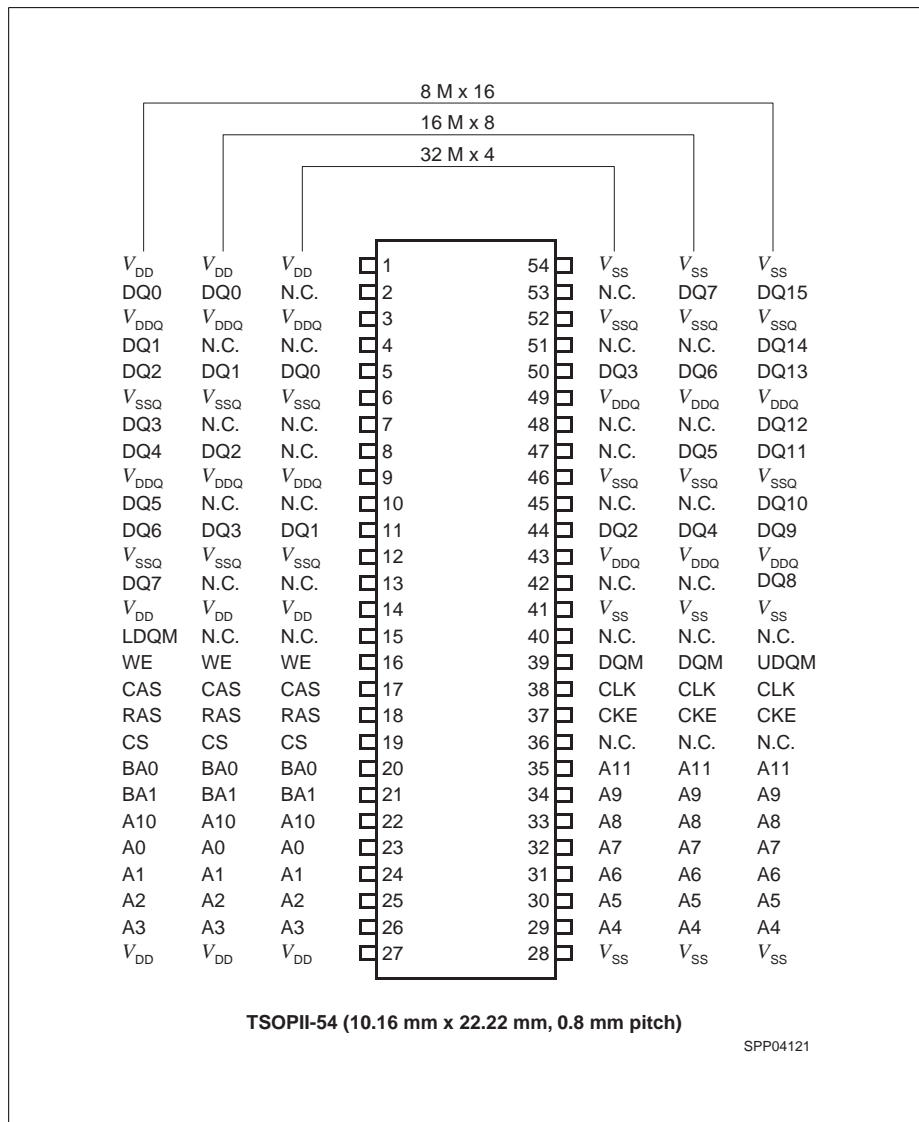 8 M x 16
16 M x 8
32 M x 4
VDD VDD VDD 1 54 VSS VSS VSS
DQ0 DQ0 N.C. 2 53 N.C. DQ7 DQ15
VDDQ VDDQ VDDQ 3 52 VSSQ VSSQ VSSQ
DQ1 N.C. N.C. 4 51 N.C. N.C. DQ14
DQ2 DQ1 DQ0 5 50 DQ3 DQ6 DQ13
VSSQ VSSQ VSSQ 6 49 VDDQ VDDQ VDDQ
DQ3 N.C. N.C. 7 48 N.C. N.C. DQ12
DQ4 DQ2 N.C. 8 47 N.C. DQ5 DQ11
VDDQ VDDQ VDDQ 9 46 VSSQ VSSQ VSSQ
DQ5 N.C. N.C. 10 45 N.C. N.C. DQ10
DQ6 DQ3 DQ1 11 44 DQ2 DQ4 DQ9
VSSQ VSSQ VSSQ 12 43 VDDQ VDDQ VDDQ
DQ7 N.C. N.C. 13 42 N.C. N.C. DQ8
VDD VDD VDD 14 41 VSS VSS VSS
LDQM N.C. N.C. 15 40 N.C. N.C. N.C.
WE WE WE 16 39 DQM DQM UDQM
CAS CAS CAS 17 38 CLK CLK CLK
RAS RAS RAS 18 37 CKE CKE CKE
CS CS CS 19 36 N.C. N.C. N.C.
BA0 BA0 BA0 20 35 A11 A11 A11
BA1 BA1 BA1 21 34 A9 A9 A9
A10 A10 A10 22 33 A8 A8 A8
A0 A0 A0 23 32 A7 A7 A7
A1 A1 A1 24 31 A6 A6 A6
A2 A2 A2 25 30 A5 A5 A5
A3 A3 A3 26 29 A4 A4 A4
VDD VDD VDD 27 28 VSS VSS VSS
TSOPII-54 (10.16 mm x 22.22 mm, 0.8 mm pitch)
SPP04121